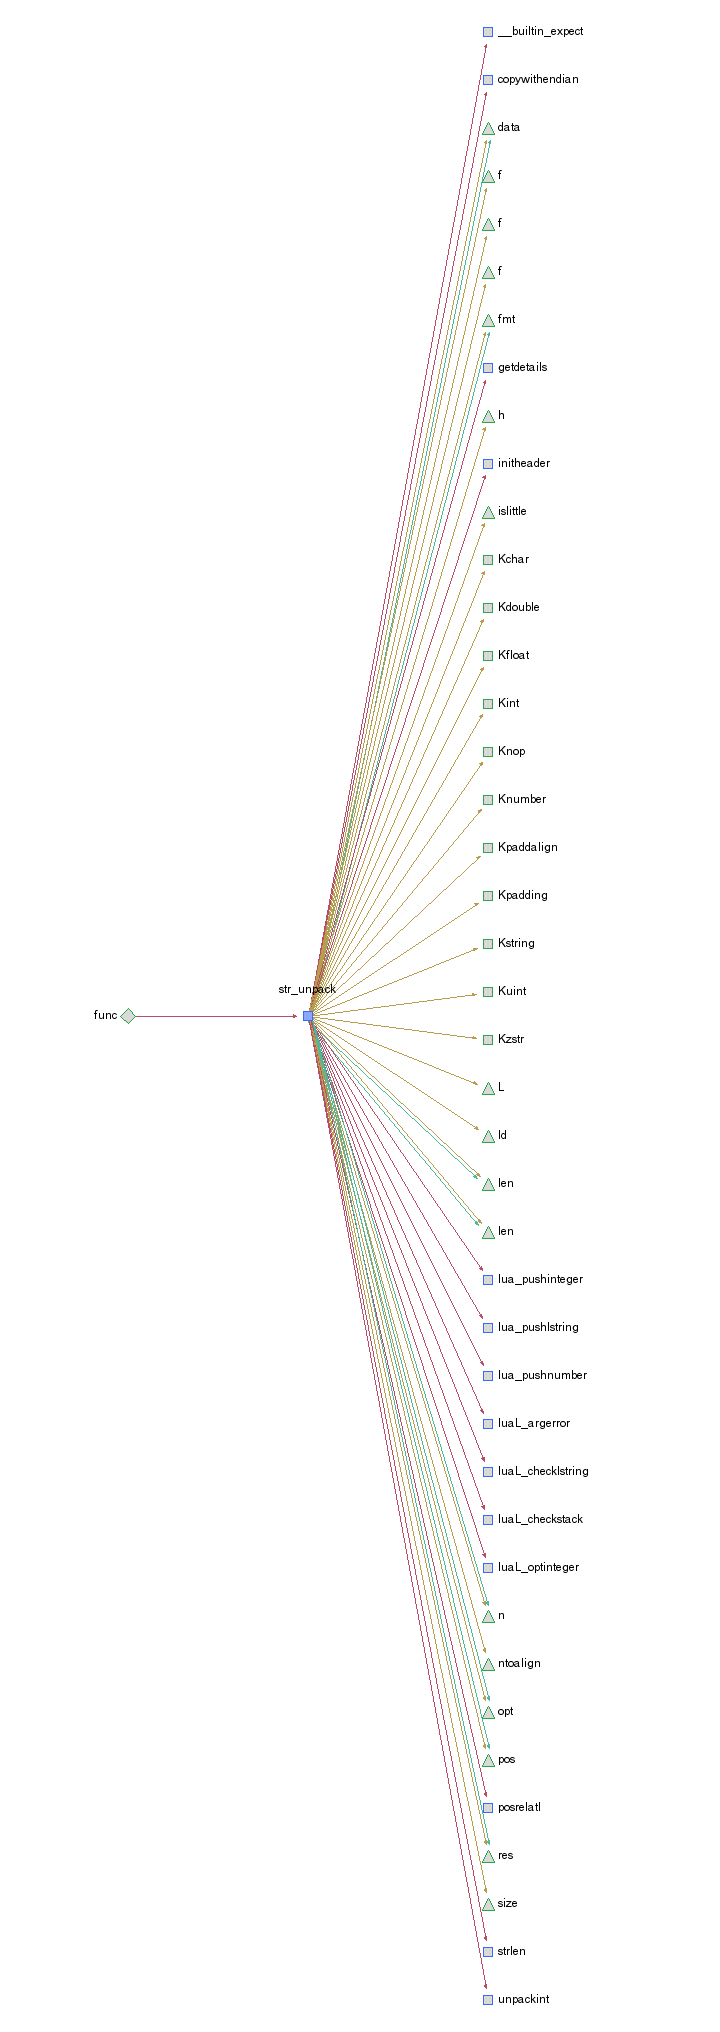 __builtin_expect
copywithendian
data
f
f
f
fmt
getdetails
h
initheader
islittle
Kchar
Kdouble
Kfloat
Kint
Knop
Knumber
Kpaddalign
Kpadding
Kstring
str_unpack
Kuint
func
Kzstr
L
ld
len
len
lua_pushinteger
lua_pushlstring
lua_pushnumber
luaL_argerror
luaL_checklstring
luaL_checkstack
luaL_optinteger
n
ntoalign
opt
pos
posrelatI
res
size
strlen
unpackint